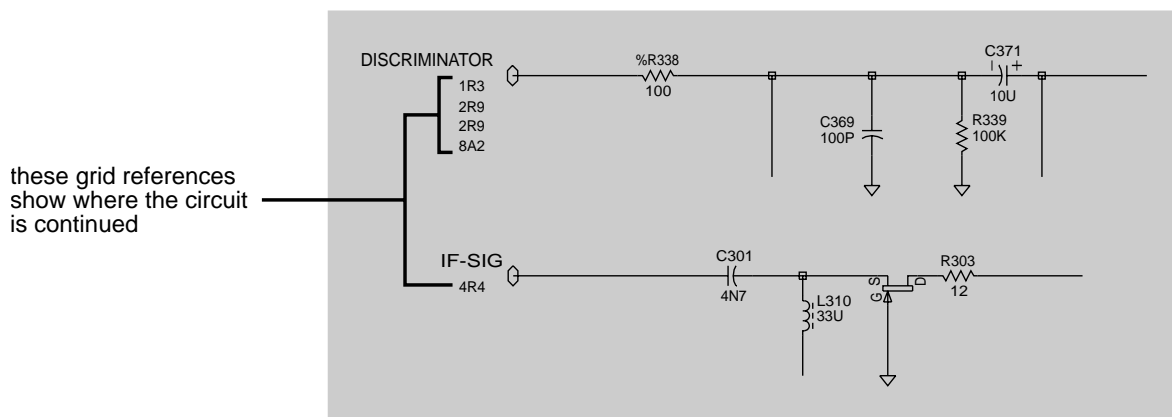 these grid references
show where the circuit
is continued
DISCRIMINATOR
1R3
2R9
2R9
8A2
%R338
100
C369
100P
R339
100K
C371
– +
10U
IF-SIG
4R4
C301
4N7
L310
33U
G S D
R303
12